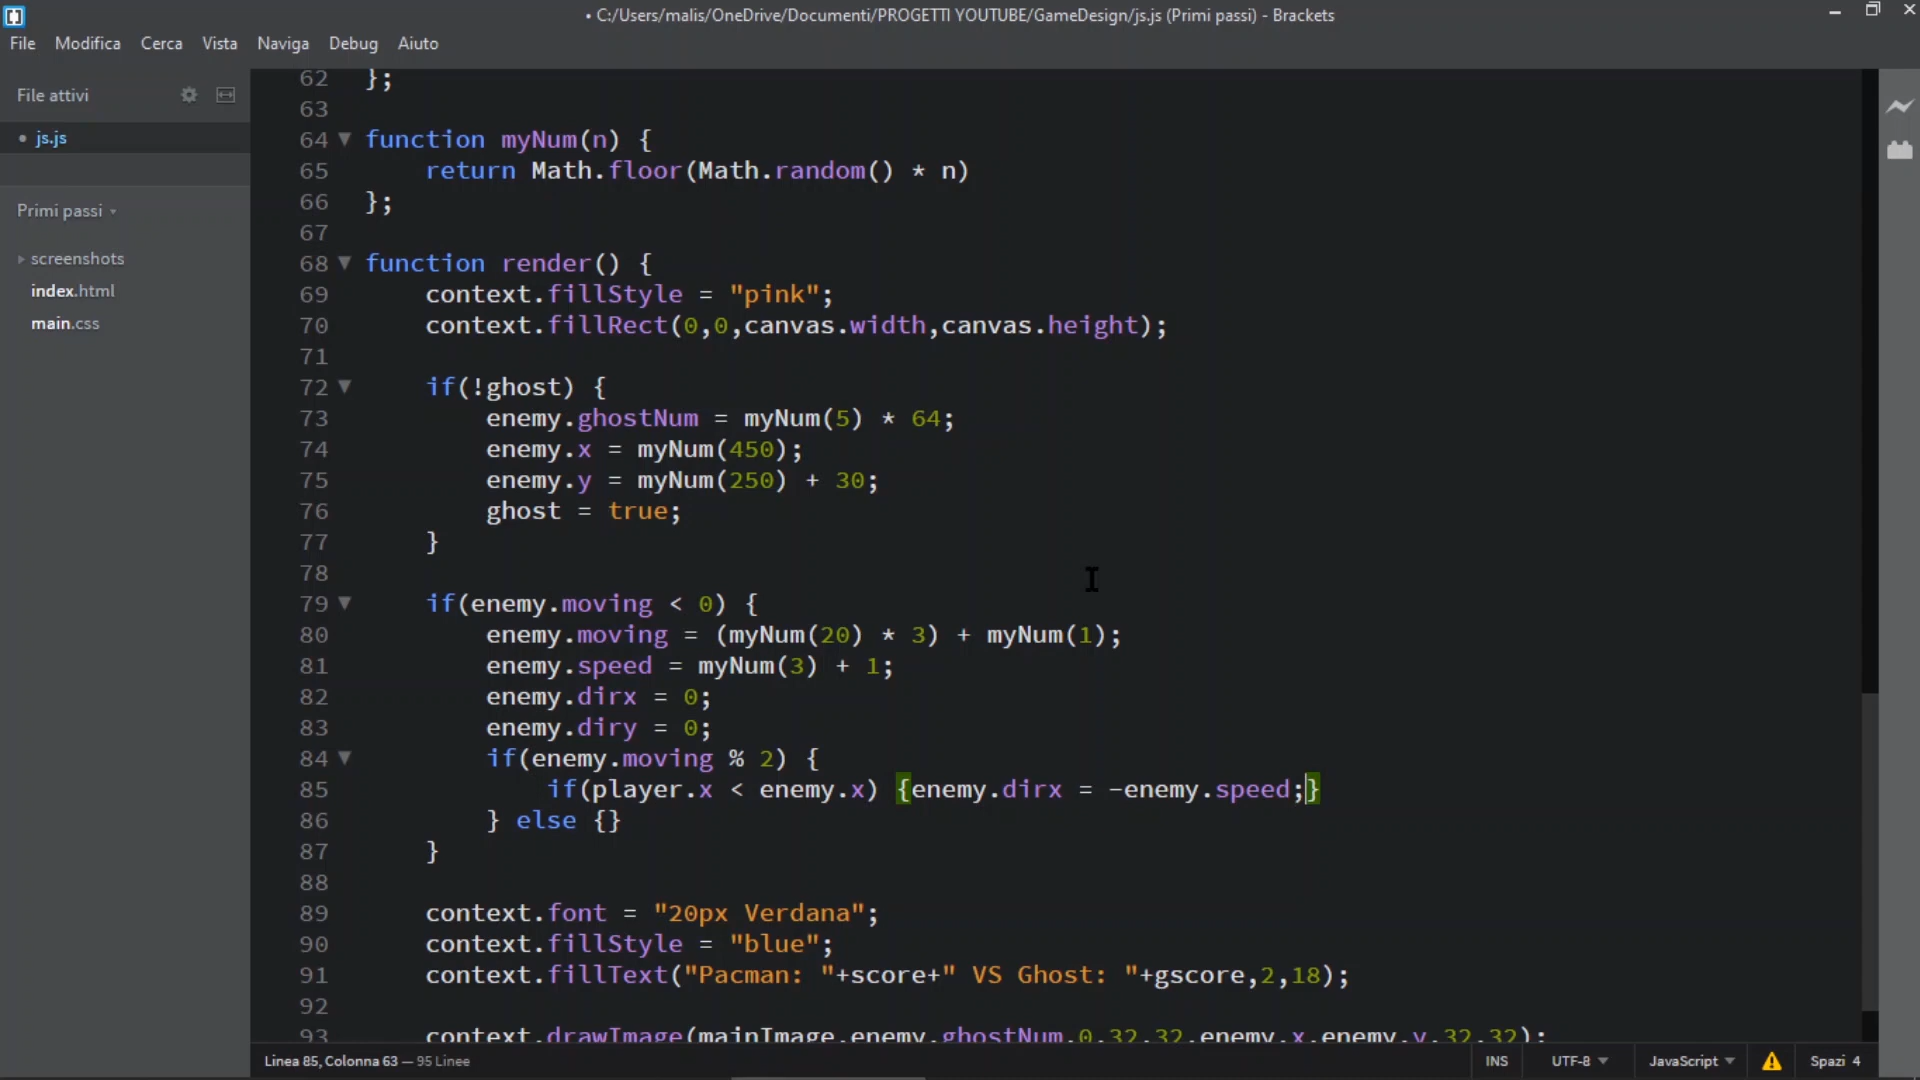 • C:/Users/malis/OneDrive/Documenti/PROGETTI YOUTUBE/GameDesign/js.js (Primi passi) - Brackets
File Modifica Cerca Vista Naviga Debug Aiuto
File attivi
• js.js
Primi passi
screenshots
index.html
main.css
62 };
63
64 function myNum(n) {
65 return Math.floor(Math.random() * n)
66 };
67
68 function render() {
69 context.fillStyle = "pink";
70 context.fillRect(0,0,canvas.width,canvas.height);
71
72 if(!ghost) {
73 enemy.ghostNum = myNum(5) * 64;
74 enemy.x = myNum(450);
75 enemy.y = myNum(250) + 30;
76 ghost = true;
77 }
78
79 if(enemy.moving < 0) {
80 enemy.moving = (myNum(20) * 3) + myNum(1);
81 enemy.speed = myNum(3) + 1;
82 enemy.dirx = 0;
83 enemy.diry = 0;
84 if(enemy.moving % 2) {
85 if(player.x < enemy.x) {enemy.dirx = -enemy.speed;}
86 } else {}
87 }
88
89 context.font = "20px Verdana";
90 context.fillStyle = "blue";
91 context.fillText("Pacman: "+score+" VS Ghost: "+gscore,2,18);
92
93 context.drawImage(mainImage,enemy.ghostNum,0,32,32,enemy.x,enemy.y,32,32);
Linea 85, Colonna 63 — 95 Linee
INS UTF-8 JavaScript Spazi 4